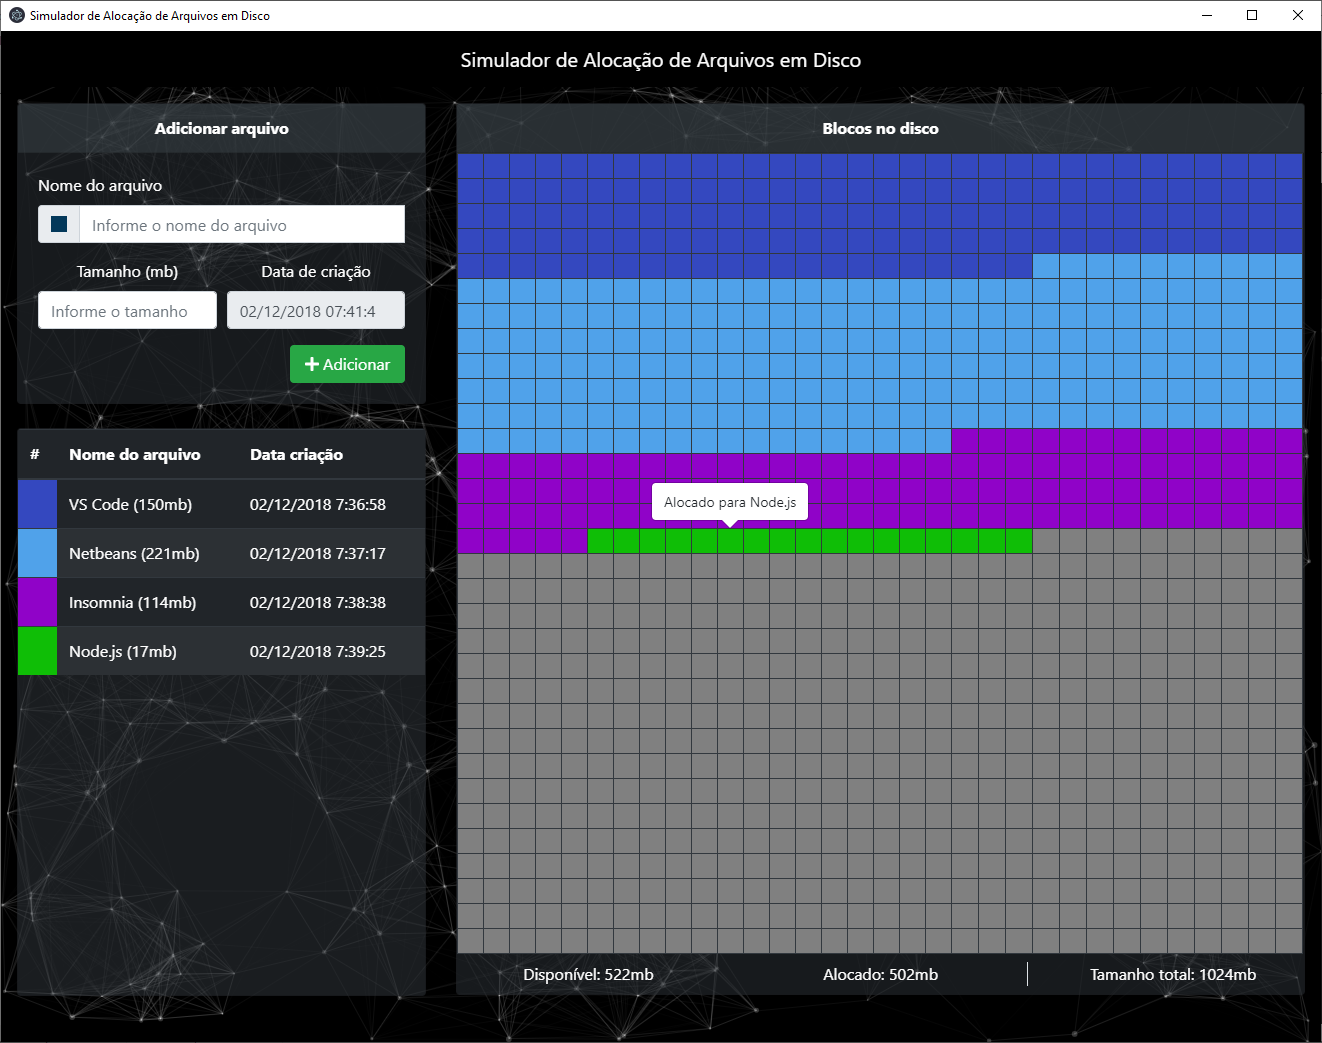 Simulador de Alocação de Arquivos em Disco
Simulador de Alocação de Arquivos em Disco
Adicionar arquivo
Nome do arquivo
Informe o nome do arquivo
Tamanho (mb) Data de criação
Informe o tamanho 02/12/2018 07:41:4
Adicionar
# Nome do arquivo Data criação
VS Code (150mb) 02/12/2018 7:36:58
Netbeans (221mb) 02/12/2018 7:37:17
Insomnia (114mb) 02/12/2018 7:38:38
Node.js (17mb) 02/12/2018 7:39:25
Blocos no disco
Alocado para Node.js
Disponível: 522mb Alocado: 502mb Tamanho total: 1024mb